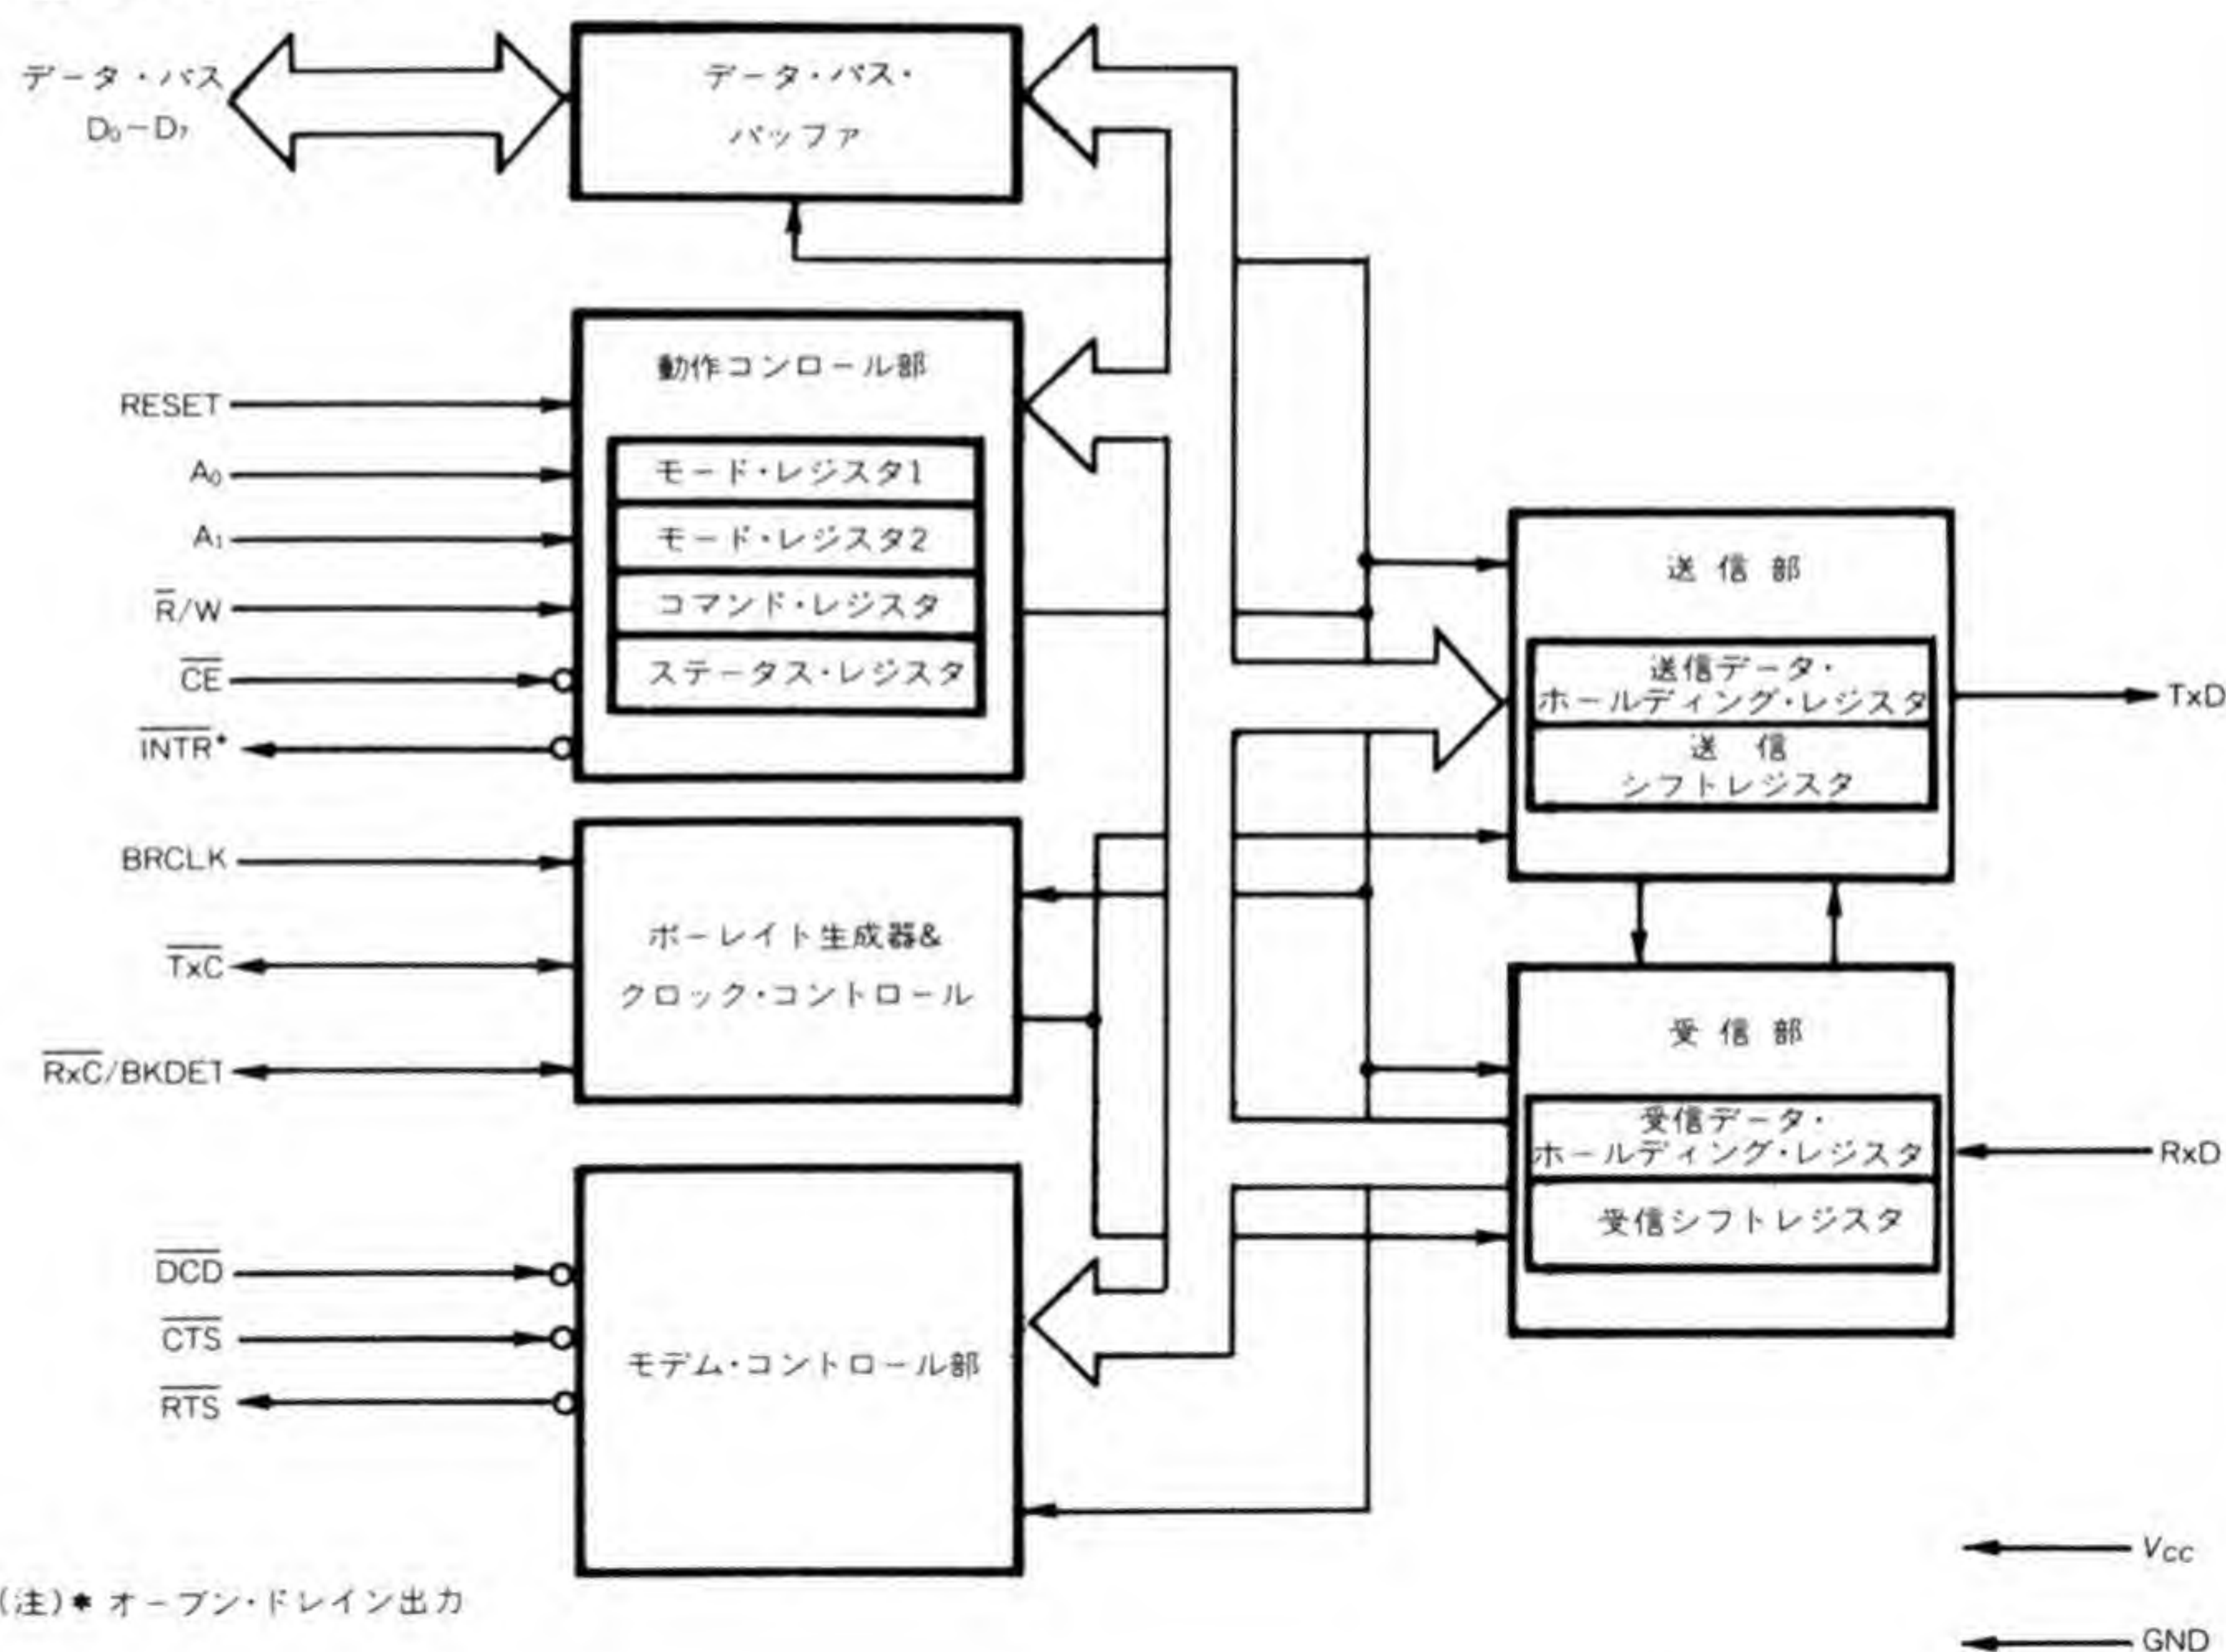 データ・バス
D₀−D₇
データ・バス・
バッファ
動作コンロール部
RESET
A₀
A₁
R̅/W
C̅E̅
I̅N̅T̅R̅*
モード・レジスタ1
モード・レジスタ2
コマンド・レジスタ
ステータス・レジスタ
送信部
送信データ・
ホールディング・レジスタ
送信
シフトレジスタ
TxD
BRCLK
T̅x̅C̅
R̅x̅C̅/BKDET
ボーレイト生成器&
クロック・コントロール
受信部
受信データ・
ホールディング・レジスタ
受信シフトレジスタ
RxD
D̅C̅D̅
C̅T̅S̅
R̅T̅S̅
モデム・コントロール部
Vcc
GND
(注)* オープン・ドレイン出力